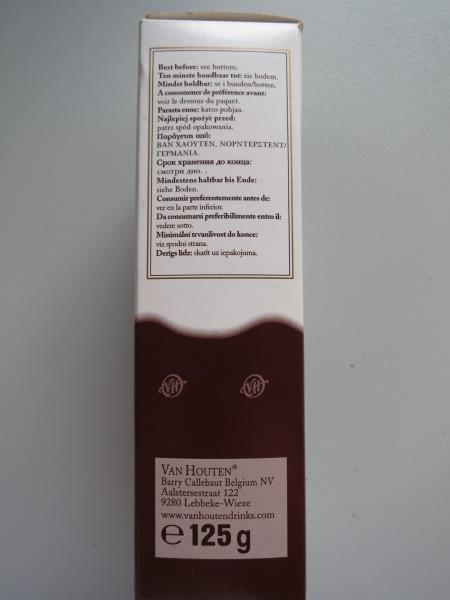 Best before: see bottom.
Ten minste houdbaar tot: zie bodem.
Mindst holdbar: se i bunden/botten.
A consommer de préférence avant:
voir le dessous du paquet.
Parasta enne: katso pohjaa.
Najlepiej spożyć przed:
patrz spód opakowania.
Παράγεται από:
ΒΑΝ ΧΑΟΥΤΕΝ, ΝΟΡΝΤΕΡΣΤΕΝΤ/
ΓΕΡΜΑΝΙΑ.
Срок хранения до конца:
смотри дно. .
Mindestens haltbar bis Ende:
siehe Boden.
Consumir preferentemente antes de:
ver en la parte inferior.
Da consumarsi preferibilmente entro il:
vedere sotto.
Minimální trvanlivost do konce:
viz spodní strana.
Derīgs līdz: skatīt uz iepakojuma.
VH VH
VAN HOUTEN®
Barry Callebaut Belgium NV
Aalstersestraat 122
9280 Lebbeke-Wieze
www.vanhoutendrinks.com
℮ 125 g